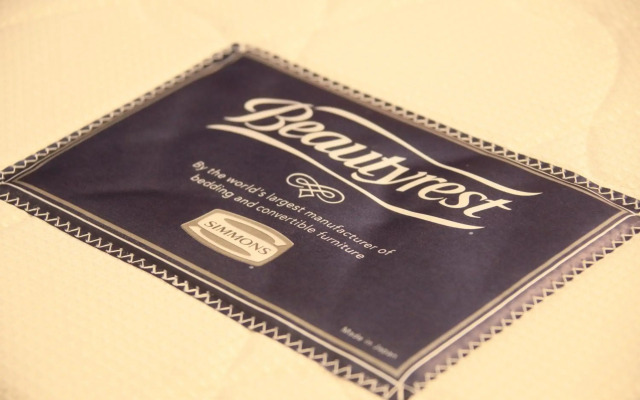 Beautyrest
By the world's largest manufacturer of
bedding and convertible furniture
SIMMONS
Made in Japan